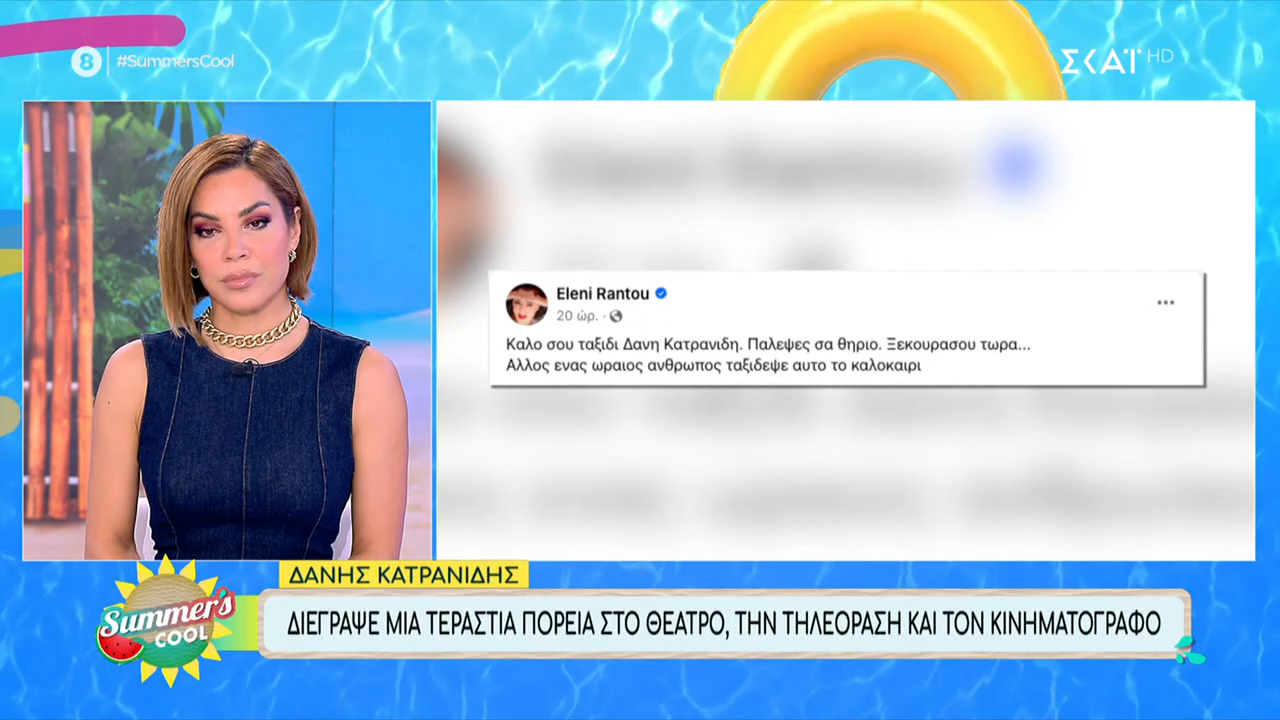 8 #SummersCool
ΣΚΑΪ HD
Eleni Rantou
20 ώρ.
Καλο σου ταξιδι Δανη Κατρανιδη. Παλεψες σα θηριο. Ξεκουρασου τωρα...
Αλλος ενας ωραιος ανθρωπος ταξιδεψε αυτο το καλοκαιρι
ΔΑΝΗΣ ΚΑΤΡΑΝΙΔΗΣ
Summer's
COOL
ΔΙΕΓΡΑΨΕ ΜΙΑ ΤΕΡΑΣΤΙΑ ΠΟΡΕΙΑ ΣΤΟ ΘΕΑΤΡΟ, ΤΗΝ ΤΗΛΕΟΡΑΣΗ ΚΑΙ ΤΟΝ ΚΙΝΗΜΑΤΟΓΡΑΦΟ